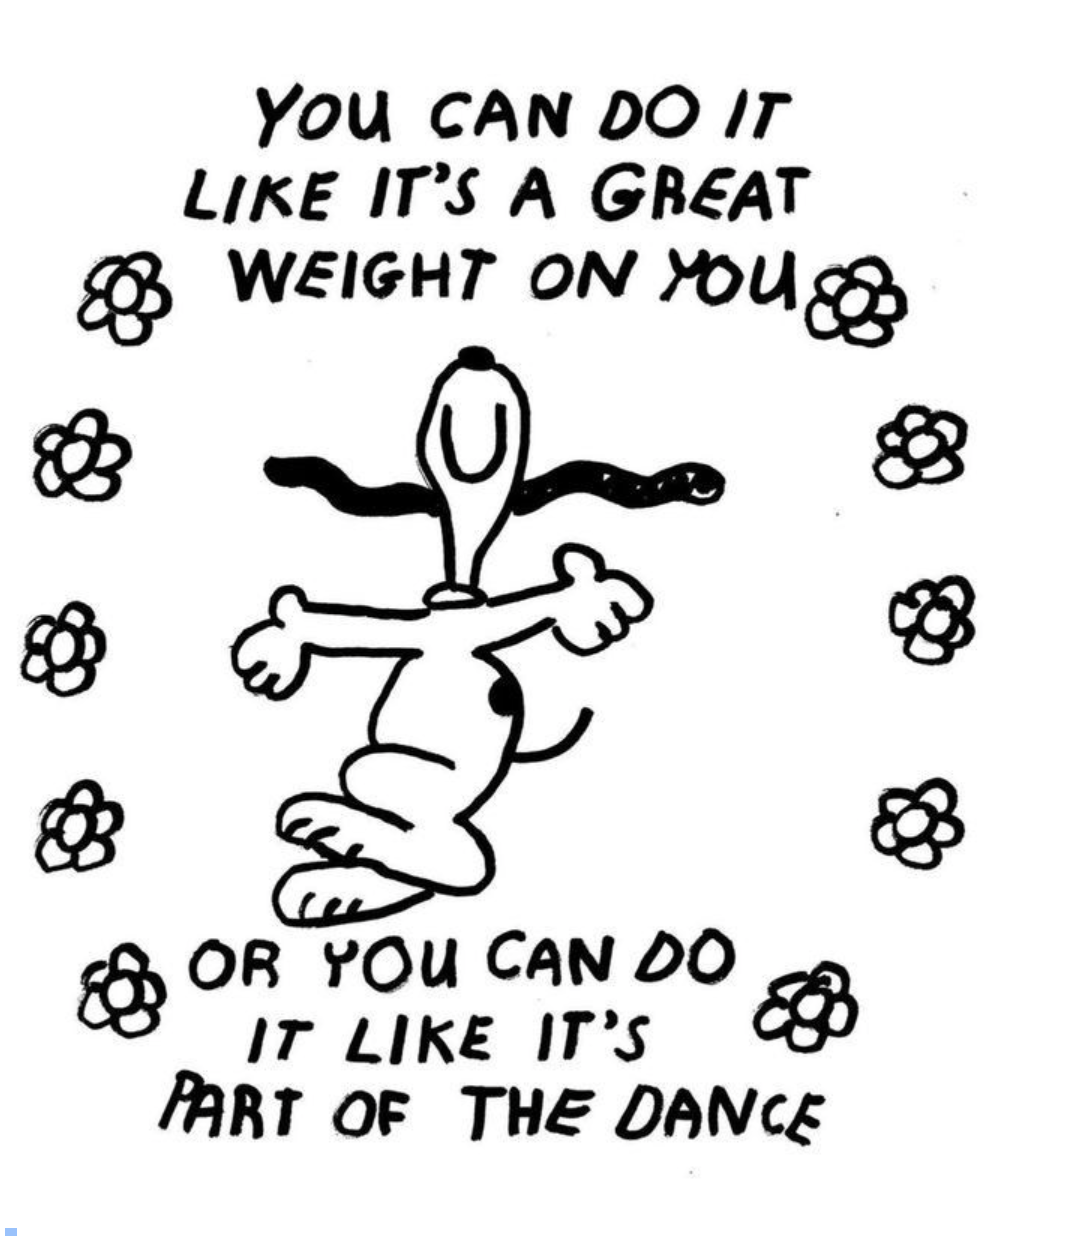 YOU CAN DO IT
LIKE IT'S A GREAT
WEIGHT ON YOU
OR YOU CAN DO
IT LIKE IT'S
PART OF THE DANCE